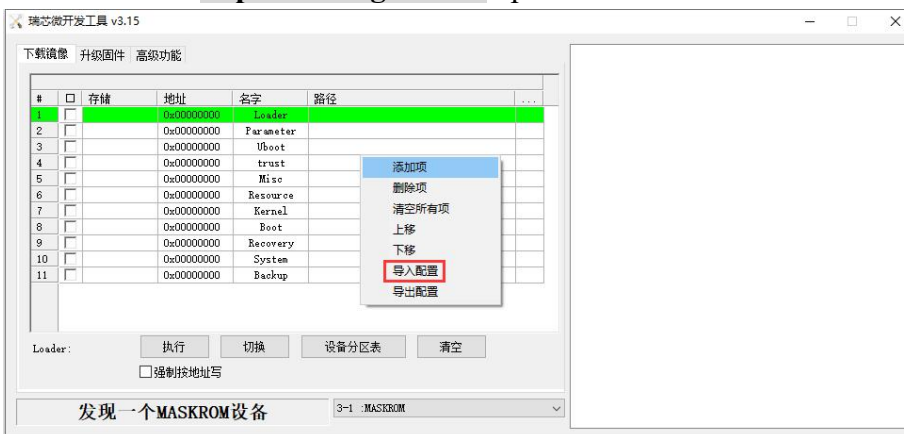 瑞芯微开发工具 v3.15
下载镜像 升级固件 高级功能
# 存储 地址 名字 路径 ...
1 0x00000000 Loader
2 0x00000000 Parameter
3 0x00000000 Uboot
4 0x00000000 trust
5 0x00000000 Misc
6 0x00000000 Resource
7 0x00000000 Kernel
8 0x00000000 Boot
9 0x00000000 Recovery
10 0x00000000 System
11 0x00000000 Backup
添加项
删除项
清空所有项
上移
下移
导入配置
导出配置
Loader: 执行 切换 设备分区表 清空
强制按地址写
发现一个MASKROM设备 3-1 :MASKROM